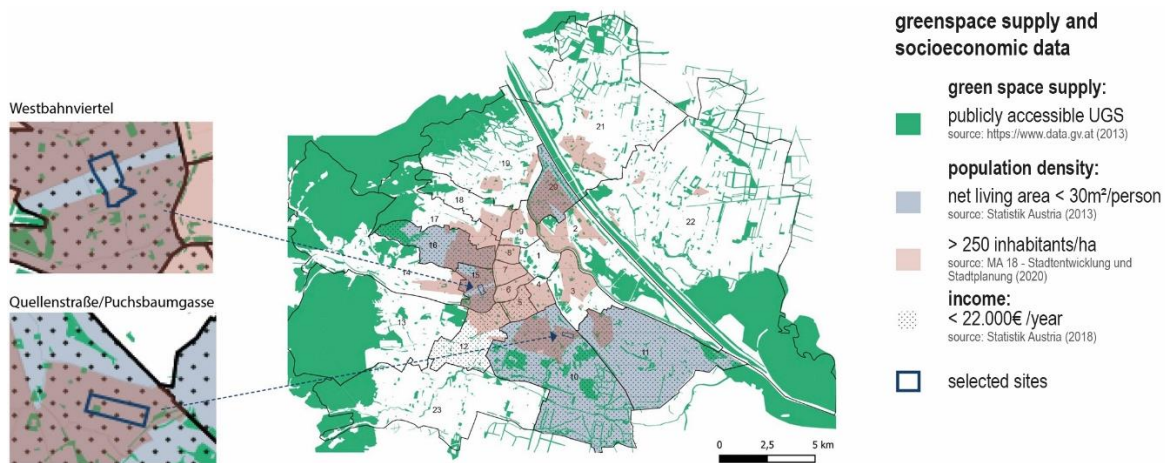 Westbahnviertel
Quellenstraße/Puchsbaumgasse
21
19
20
18
17
22
16
9
2
8
1
14
15
7
6
4
3
5
13
12
11
10
23
0 2,5 5 km
greenspace supply and
socioeconomic data
green space supply:
publicly accessible UGS
source: https://www.data.gv.at (2013)
population density:
net living area < 30m²/person
source: Statistik Austria (2013)
> 250 inhabitants/ha
source: MA 18 - Stadtentwicklung und
Stadtplanung (2020)
income:
< 22.000€ /year
source: Statistik Austria (2018)
selected sites